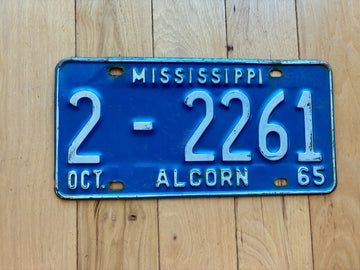 MISSISSIPPI
2 - 2261
OCT. ALCORN 65